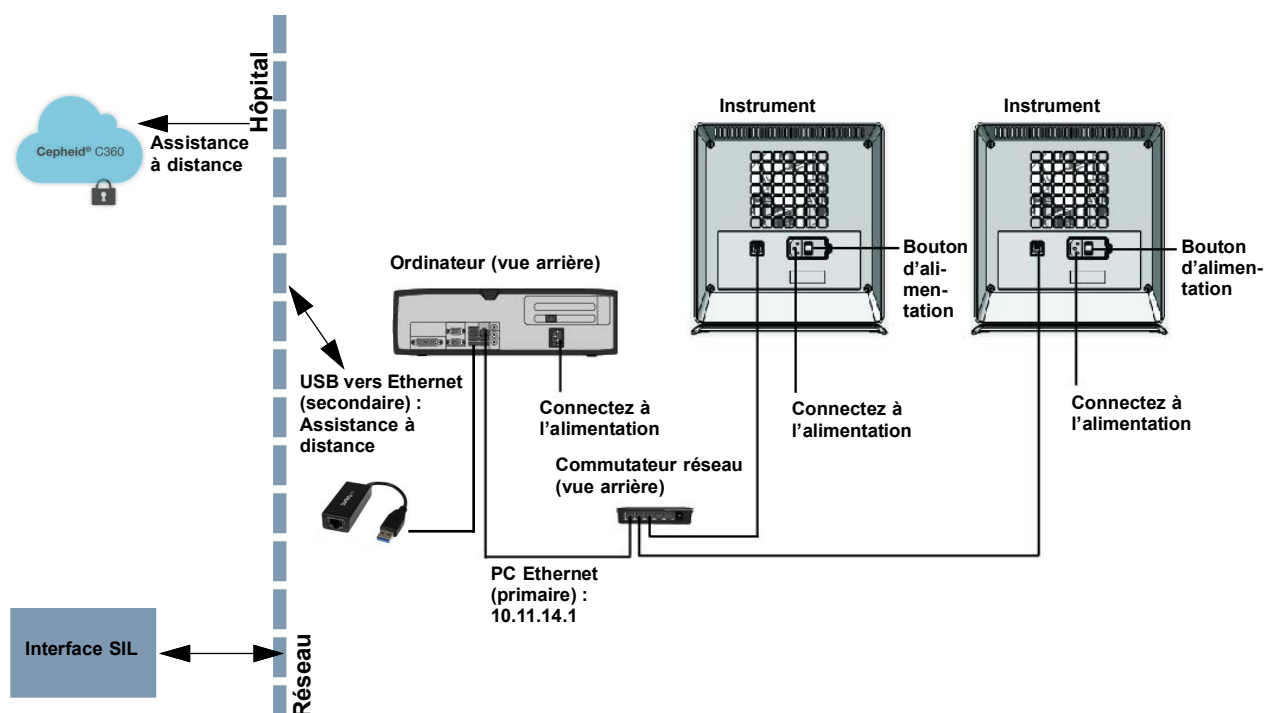 Hôpital
Cepheid® C360
Assistance
à distance
Instrument
Instrument
Bouton
d'ali-
men-
tation
Bouton
d'alimen-
tation
Ordinateur (vue arrière)
USB vers Ethernet
(secondaire) :
Assistance à
distance
Connectez à
l'alimentation
Connectez à
l'alimentation
Connectez à
l'alimentation
Commutateur réseau
(vue arrière)
PC Ethernet
(primaire) :
10.11.14.1
Interface SIL
Réseau